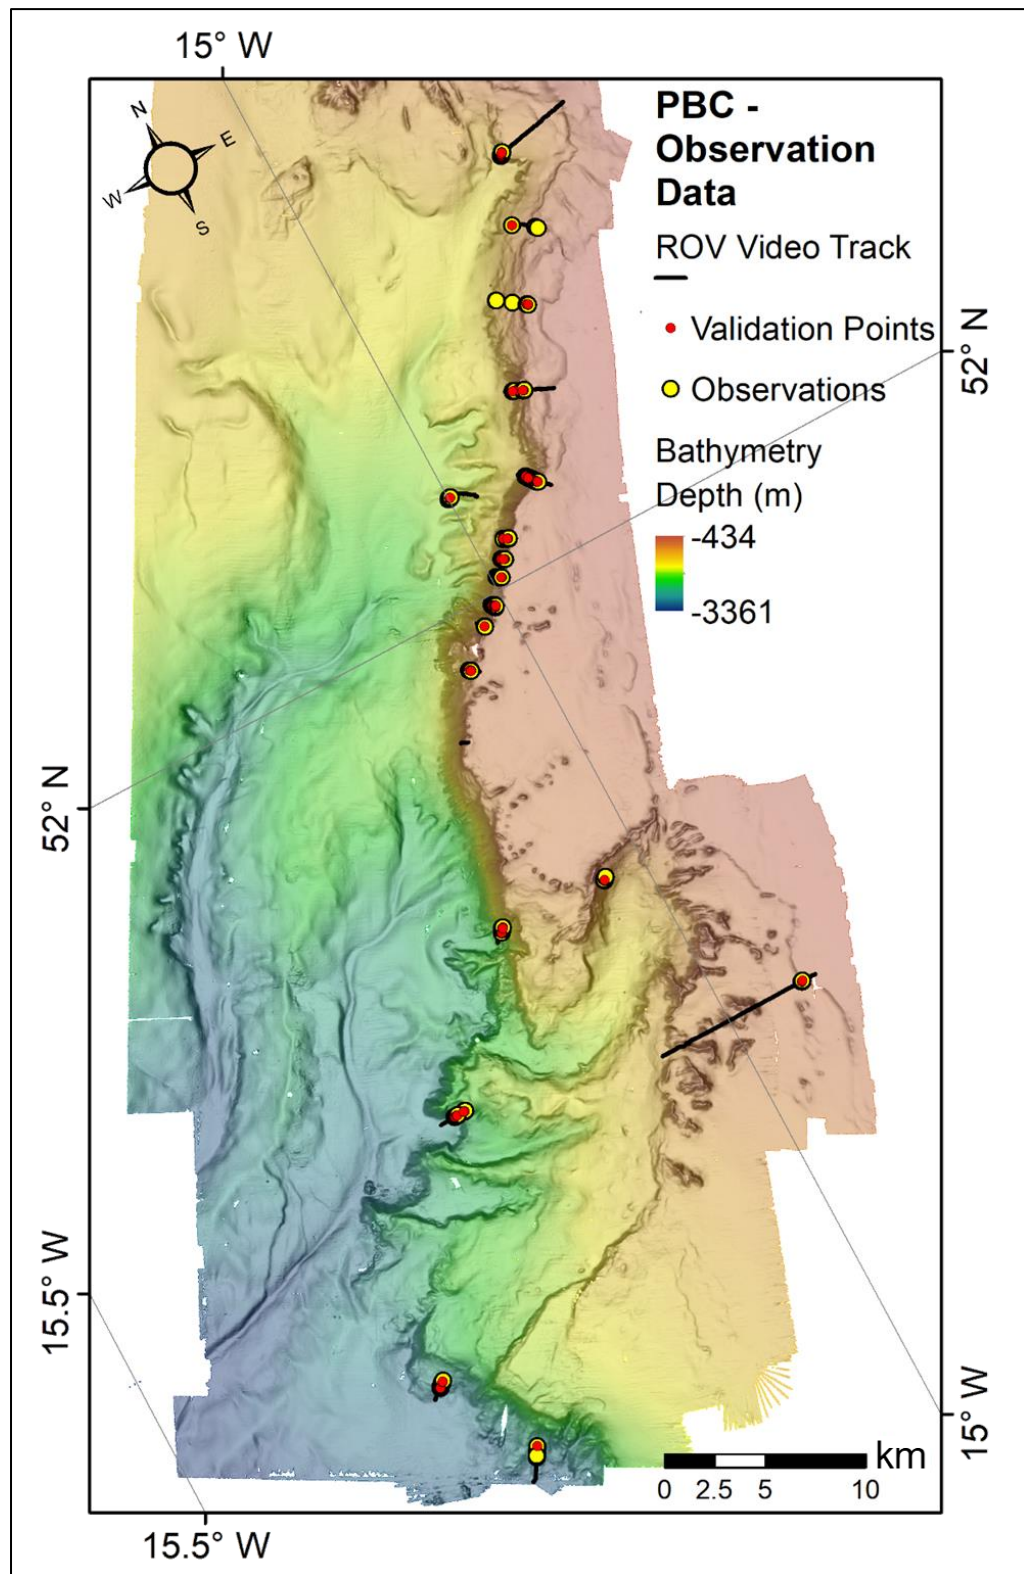 15° W
N
E
W
S
PBC -
Observation
Data
ROV Video Track
Validation Points
Observations
Bathymetry
Depth (m)
-434
-3361
52° N
52° N
15.5° W
15° W
km
0 2.5 5 10
15.5° W